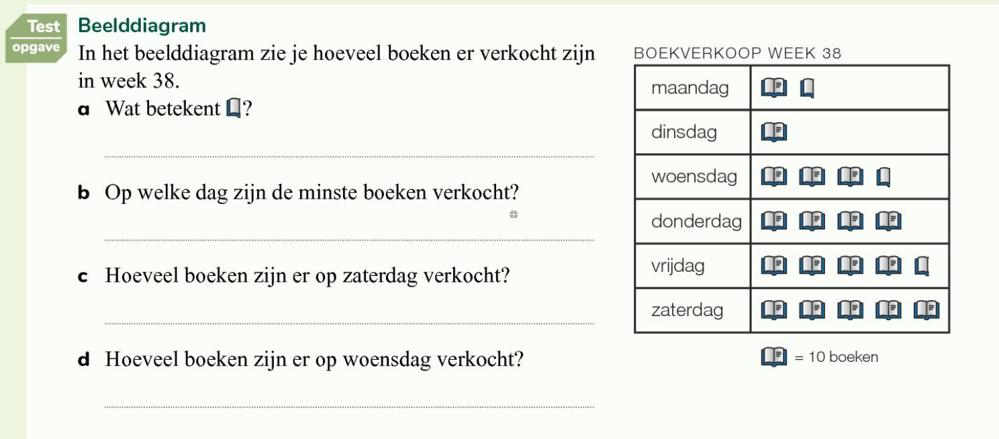 Test
opgave
Beelddiagram
In het beelddiagram zie je hoeveel boeken er verkocht zijn
in week 38.
a Wat betekent ?
b Op welke dag zijn de minste boeken verkocht?
c Hoeveel boeken zijn er op zaterdag verkocht?
d Hoeveel boeken zijn er op woensdag verkocht?
BOEKVERKOOP WEEK 38
maandag
dinsdag
woensdag
donderdag
vrijdag
zaterdag
= 10 boeken